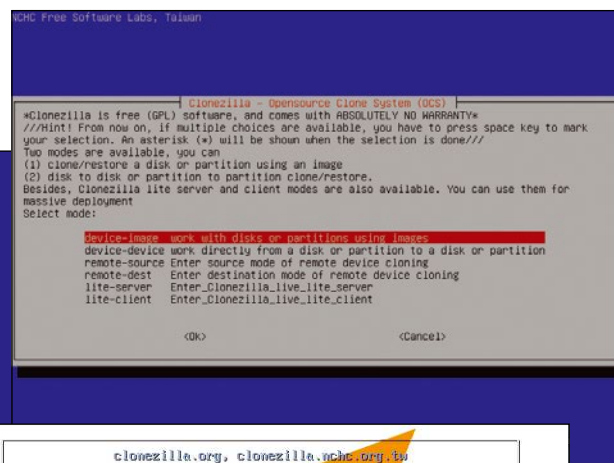 NCHC Free Software Labs, Taiwan
Clonezilla - Opensource Clone System (OCS)
*Clonezilla is free (GPL) software, and comes with ABSOLUTELY NO WARRANTY*
///Hint! From now on, if multiple choices are available, you have to press space key to mark
your selection. An asterisk (*) will be shown when the selection is done///
Two modes are available, you can
(1) clone/restore a disk or partition using an image
(2) disk to disk or partition to partition clone/restore.
Besides, Clonezilla lite server and client modes are also available. You can use them for
massive deployment
Select mode:
device-image work with disks or partitions using images
device-device work directly from a disk or partition to a disk or partition
remote-source Enter source mode of remote device cloning
remote-dest Enter destination mode of remote device cloning
lite-server Enter_Clonezilla_live_lite_server
lite-client Enter_Clonezilla_live_lite_client
<Ok> <Cancel>
clonezilla.org, clonezilla.nchc.org.tw